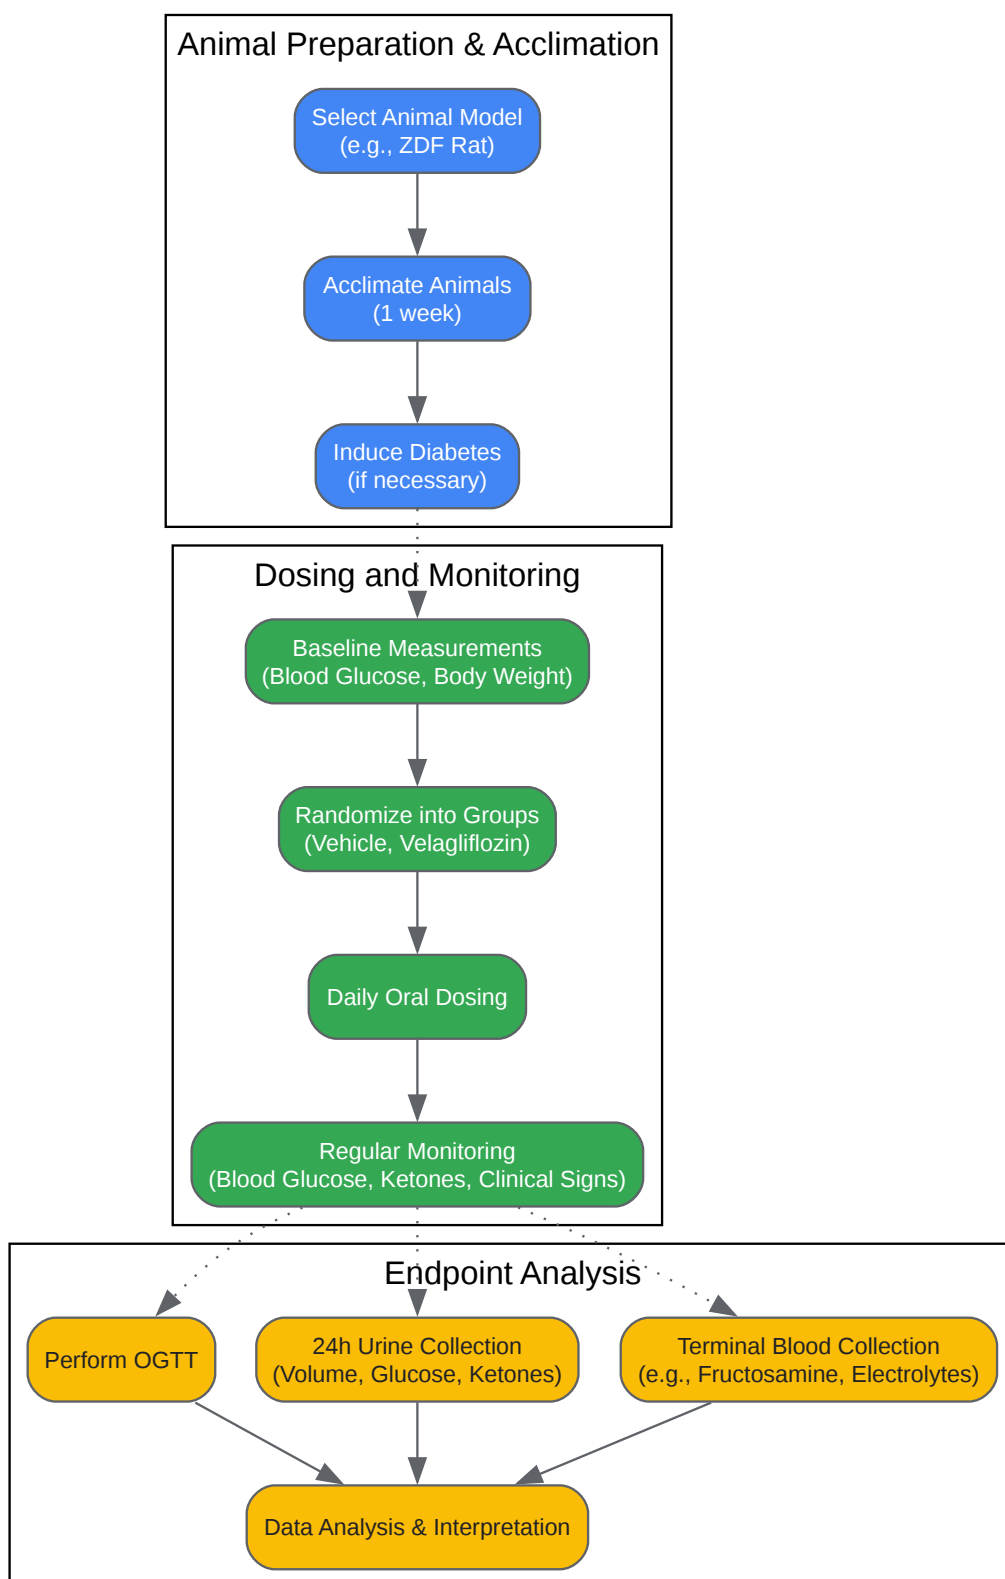 Animal Preparation & Acclimation
Select Animal Model
(e.g., ZDF Rat)
Acclimate Animals
(1 week)
Induce Diabetes
(if necessary)
Dosing and Monitoring
Baseline Measurements
(Blood Glucose, Body Weight)
Randomize into Groups
(Vehicle, Velagliflozin)
Daily Oral Dosing
Regular Monitoring
(Blood Glucose, Ketones, Clinical Signs)
Endpoint Analysis
Perform OGTT
24h Urine Collection
(Volume, Glucose, Ketones)
Terminal Blood Collection
(e.g., Fructosamine, Electrolytes)
Data Analysis & Interpretation